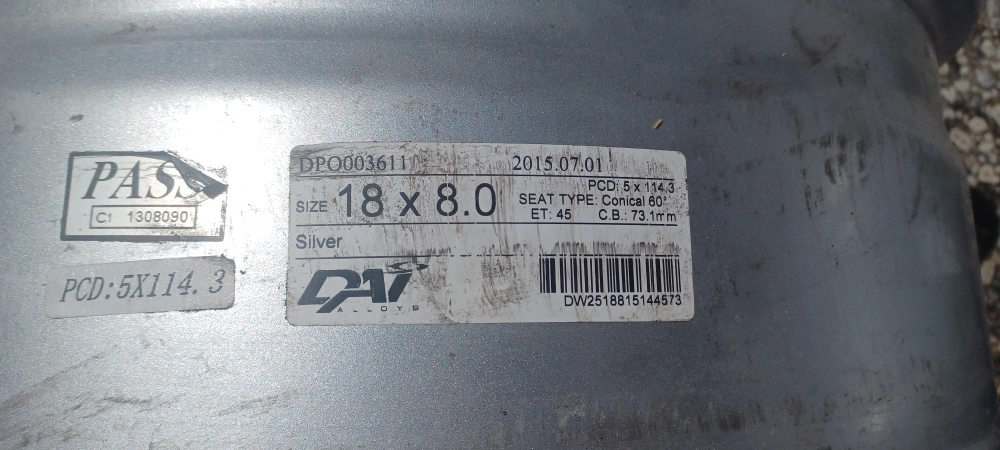 PASS
C1 1308090
PCD:5X114.3
DPO003611
2015.07.01
SIZE 18 x 8.0
PCD: 5 x 114.3
SEAT TYPE: Conical 60°
ET: 45 C.B.: 73.1mm
Silver
DAI
ALLOYS
DW2518815144573